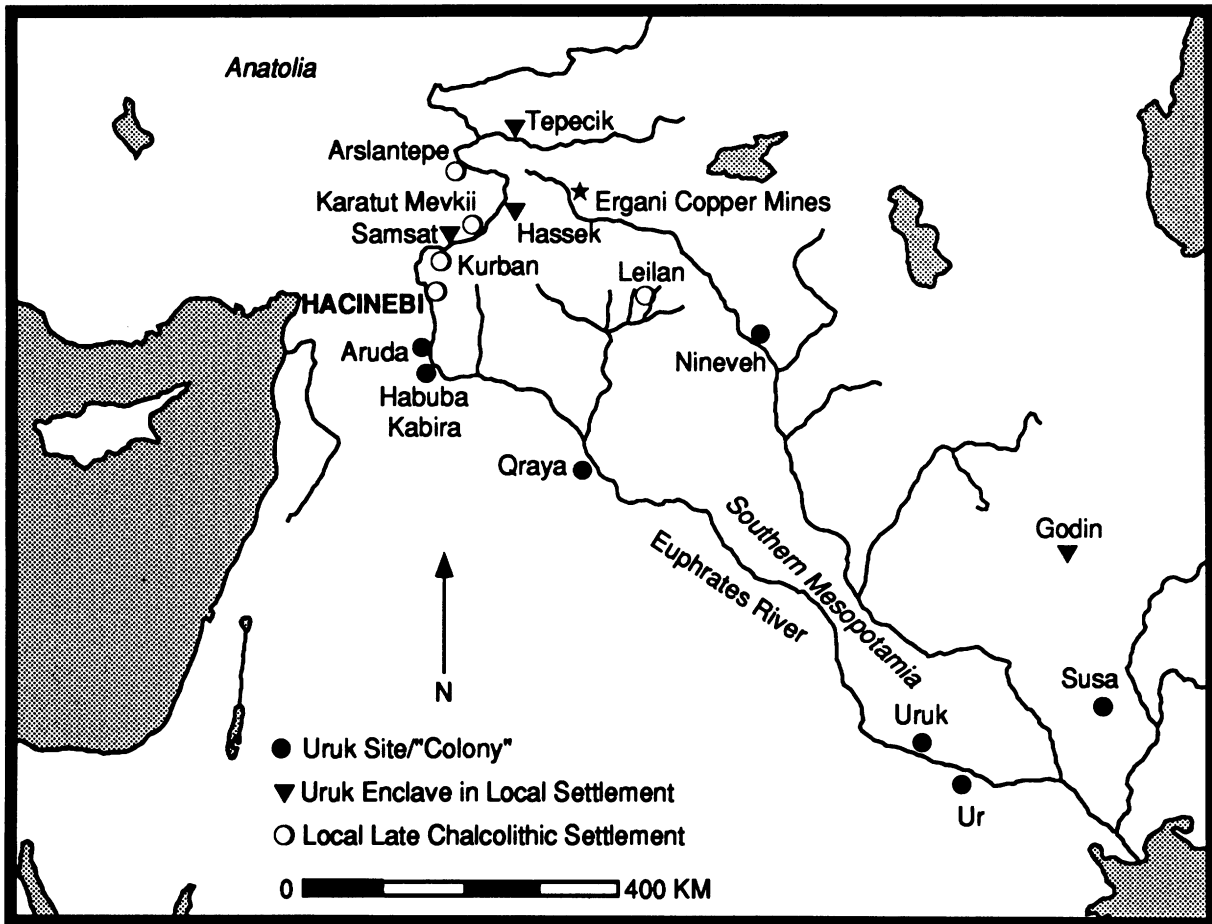 Anatolia
Tepecik
Arslantepe
Ergani Copper Mines
Karatut Mevkii
Samsat
Hassek
Kurban
Leilan
HACINEBI
Aruda
Nineveh
Habuba
Kabira
Qraya
Southern Mesopotamia
Godin
Euphrates River
N
Susa
Uruk
Ur
Uruk Site/"Colony"
Uruk Enclave in Local Settlement
Local Late Chalcolithic Settlement
0 400 KM